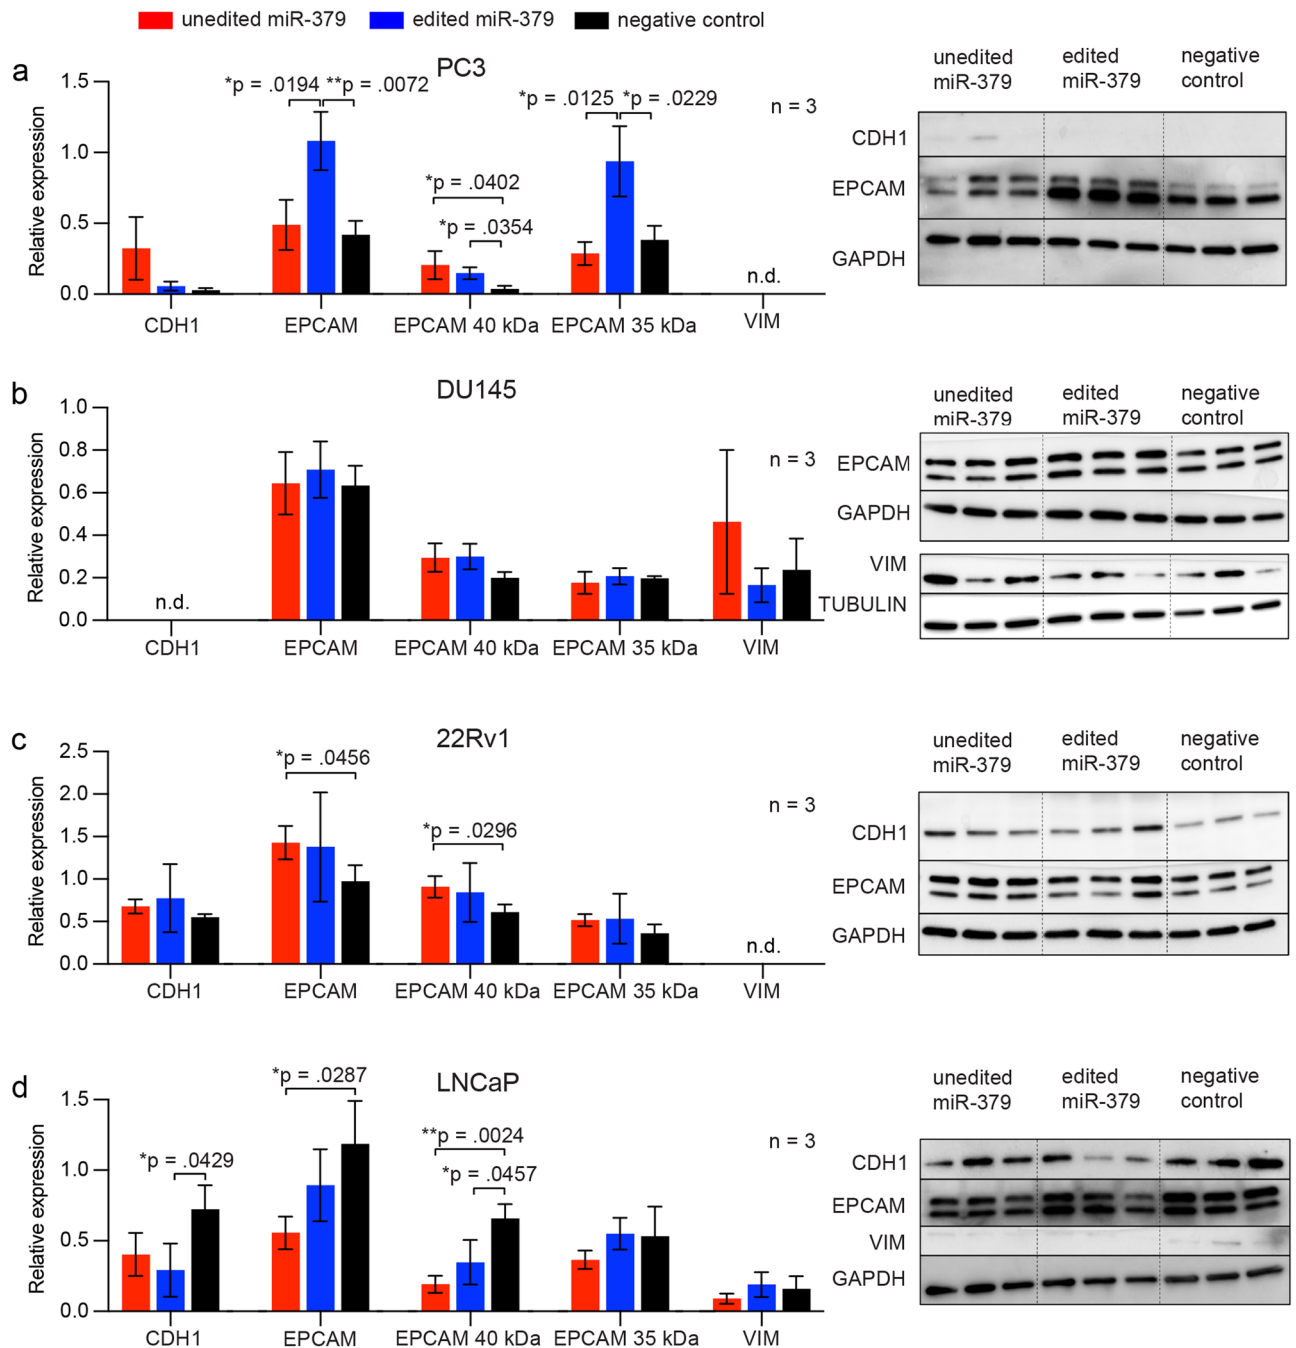 unedited miR-379 edited miR-379 negative control
a
PC3
*p = .0194 **p = .0072
*p = .0125 *p = .0229
n = 3
*p = .0402
*p = .0354
n.d.
Relative expression
1.5
1.0
0.5
0.0
CDH1 EPCAM EPCAM 40 kDa EPCAM 35 kDa VIM
unedited miR-379
edited miR-379
negative control
CDH1
EPCAM
GAPDH
b
DU145
n = 3
n.d.
Relative expression
1.0
0.8
0.6
0.4
0.2
0.0
CDH1 EPCAM EPCAM 40 kDa EPCAM 35 kDa VIM
unedited miR-379
edited miR-379
negative control
EPCAM
GAPDH
VIM
TUBULIN
c
22Rv1
*p = .0456
n = 3
*p = .0296
n.d.
Relative expression
2.5
2.0
1.5
1.0
0.5
0.0
CDH1 EPCAM EPCAM 40 kDa EPCAM 35 kDa VIM
unedited miR-379
edited miR-379
negative control
CDH1
EPCAM
GAPDH
d
LNCaP
*p = .0287
*p = .0429
**p = .0024
*p = .0457
n = 3
Relative expression
1.5
1.0
0.5
0.0
CDH1 EPCAM EPCAM 40 kDa EPCAM 35 kDa VIM
unedited miR-379
edited miR-379
negative control
CDH1
EPCAM
VIM
GAPDH